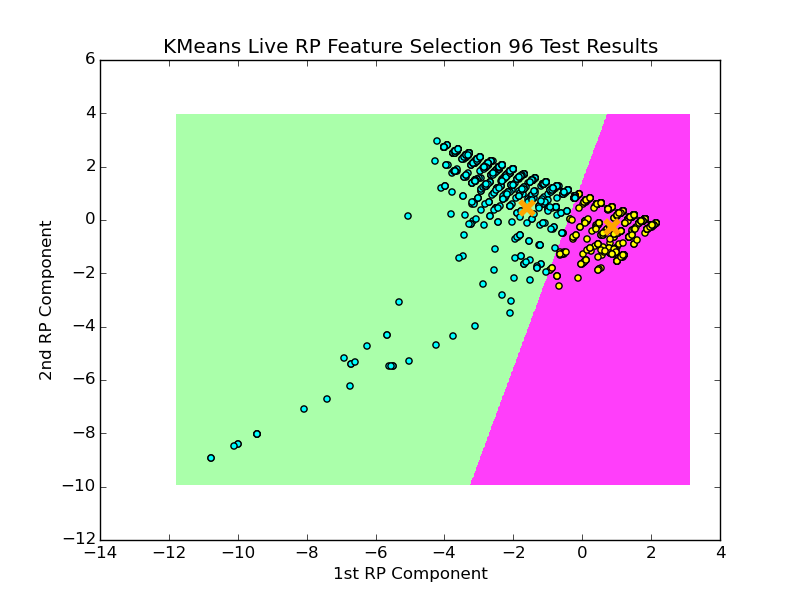 KMeans Live RP Feature Selection 96 Test Results
6
4
2
0
−2
−4
−6
−8
−10
−12
2nd RP Component
−14 −12 −10 −8 −6 −4 −2 0 2 4
1st RP Component